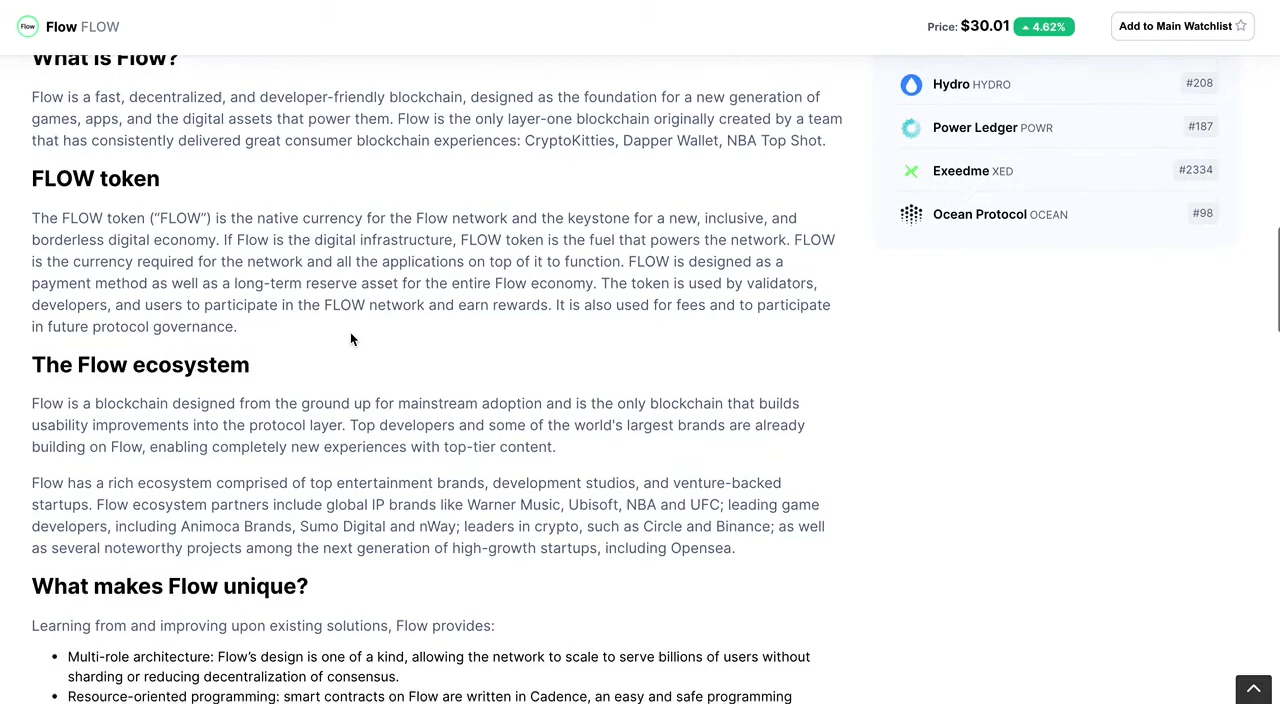 Flow
Flow FLOW
Price: $30.01 4.62%
Add to Main Watchlist
What is Flow?
Flow is a fast, decentralized, and developer-friendly blockchain, designed as the foundation for a new generation of
games, apps, and the digital assets that power them. Flow is the only layer-one blockchain originally created by a team
that has consistently delivered great consumer blockchain experiences: CryptoKitties, Dapper Wallet, NBA Top Shot.
FLOW token
The FLOW token (“FLOW”) is the native currency for the Flow network and the keystone for a new, inclusive, and
borderless digital economy. If Flow is the digital infrastructure, FLOW token is the fuel that powers the network. FLOW
is the currency required for the network and all the applications on top of it to function. FLOW is designed as a
payment method as well as a long-term reserve asset for the entire Flow economy. The token is used by validators,
developers, and users to participate in the FLOW network and earn rewards. It is also used for fees and to participate
in future protocol governance.
The Flow ecosystem
Flow is a blockchain designed from the ground up for mainstream adoption and is the only blockchain that builds
usability improvements into the protocol layer. Top developers and some of the world's largest brands are already
building on Flow, enabling completely new experiences with top-tier content.
Flow has a rich ecosystem comprised of top entertainment brands, development studios, and venture-backed
startups. Flow ecosystem partners include global IP brands like Warner Music, Ubisoft, NBA and UFC; leading game
developers, including Animoca Brands, Sumo Digital and nWay; leaders in crypto, such as Circle and Binance; as well
as several noteworthy projects among the next generation of high-growth startups, including Opensea.
What makes Flow unique?
Learning from and improving upon existing solutions, Flow provides:
• Multi-role architecture: Flow’s design is one of a kind, allowing the network to scale to serve billions of users without
sharding or reducing decentralization of consensus.
• Resource-oriented programming: smart contracts on Flow are written in Cadence, an easy and safe programming
Hydro HYDRO #208
Power Ledger POWR #187
Exeedme XED #2334
Ocean Protocol OCEAN #98